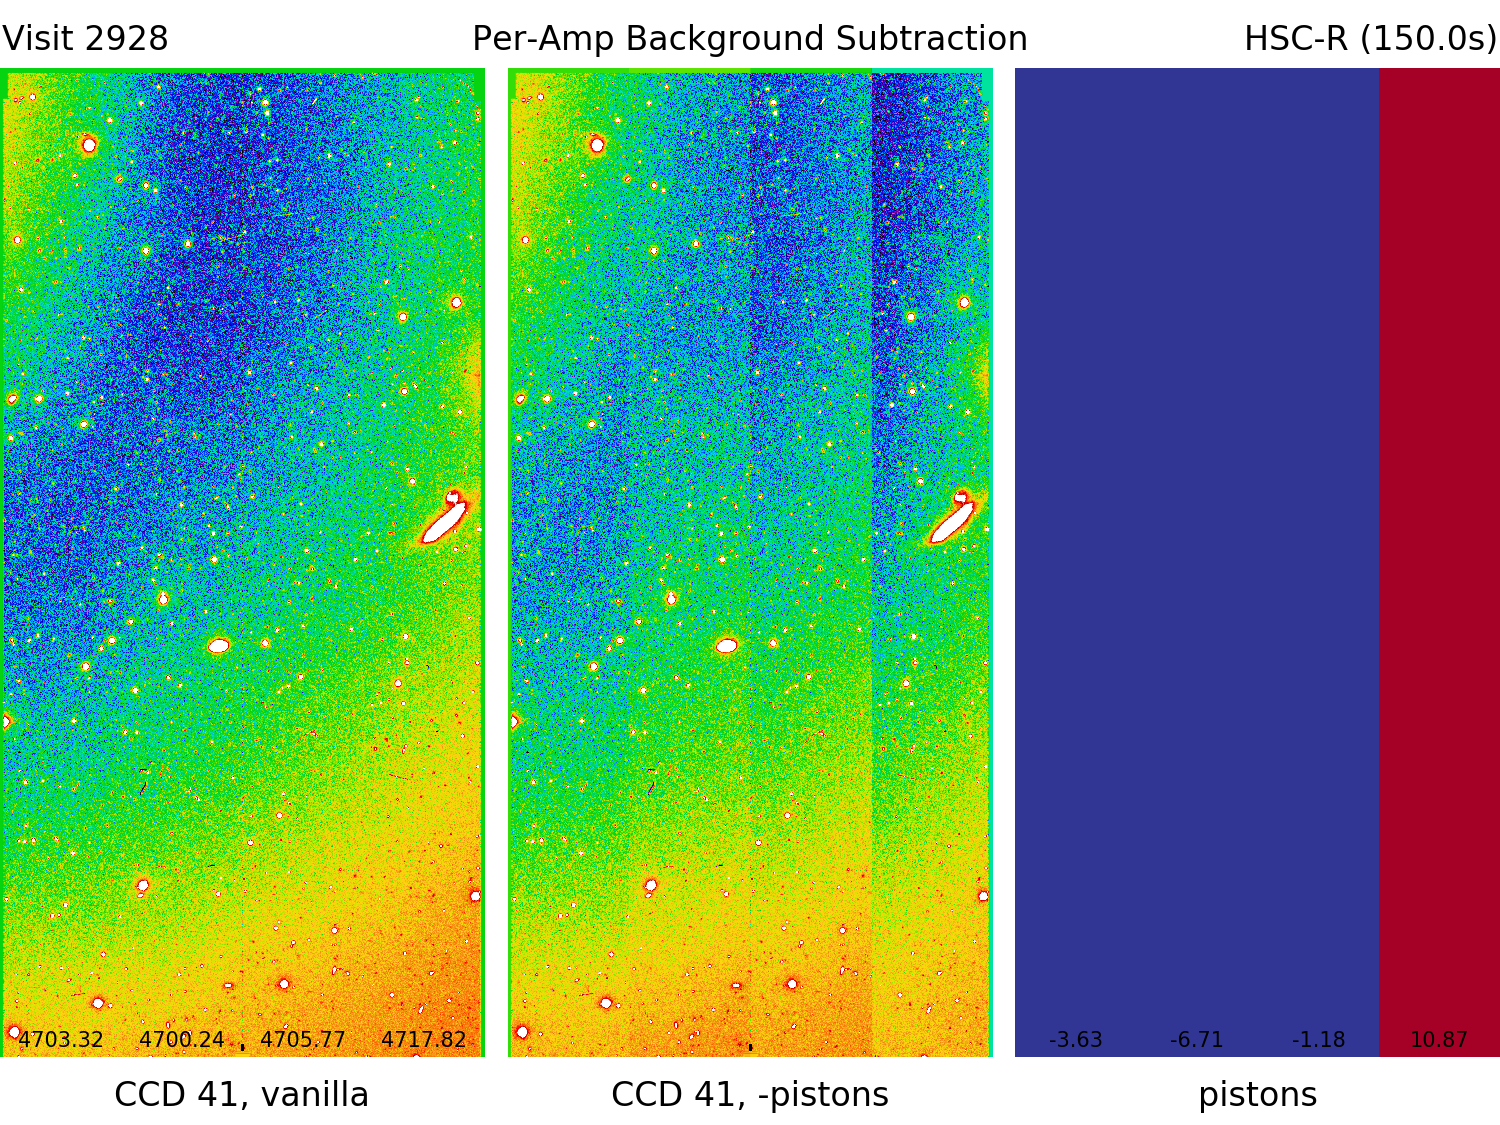 Visit 2928 Per-Amp Background Subtraction HSC-R (150.0s)
4703.32 4700.24 4705.77 4717.82 -3.63 -6.71 -1.18 10.87
CCD 41, vanilla CCD 41, -pistons pistons